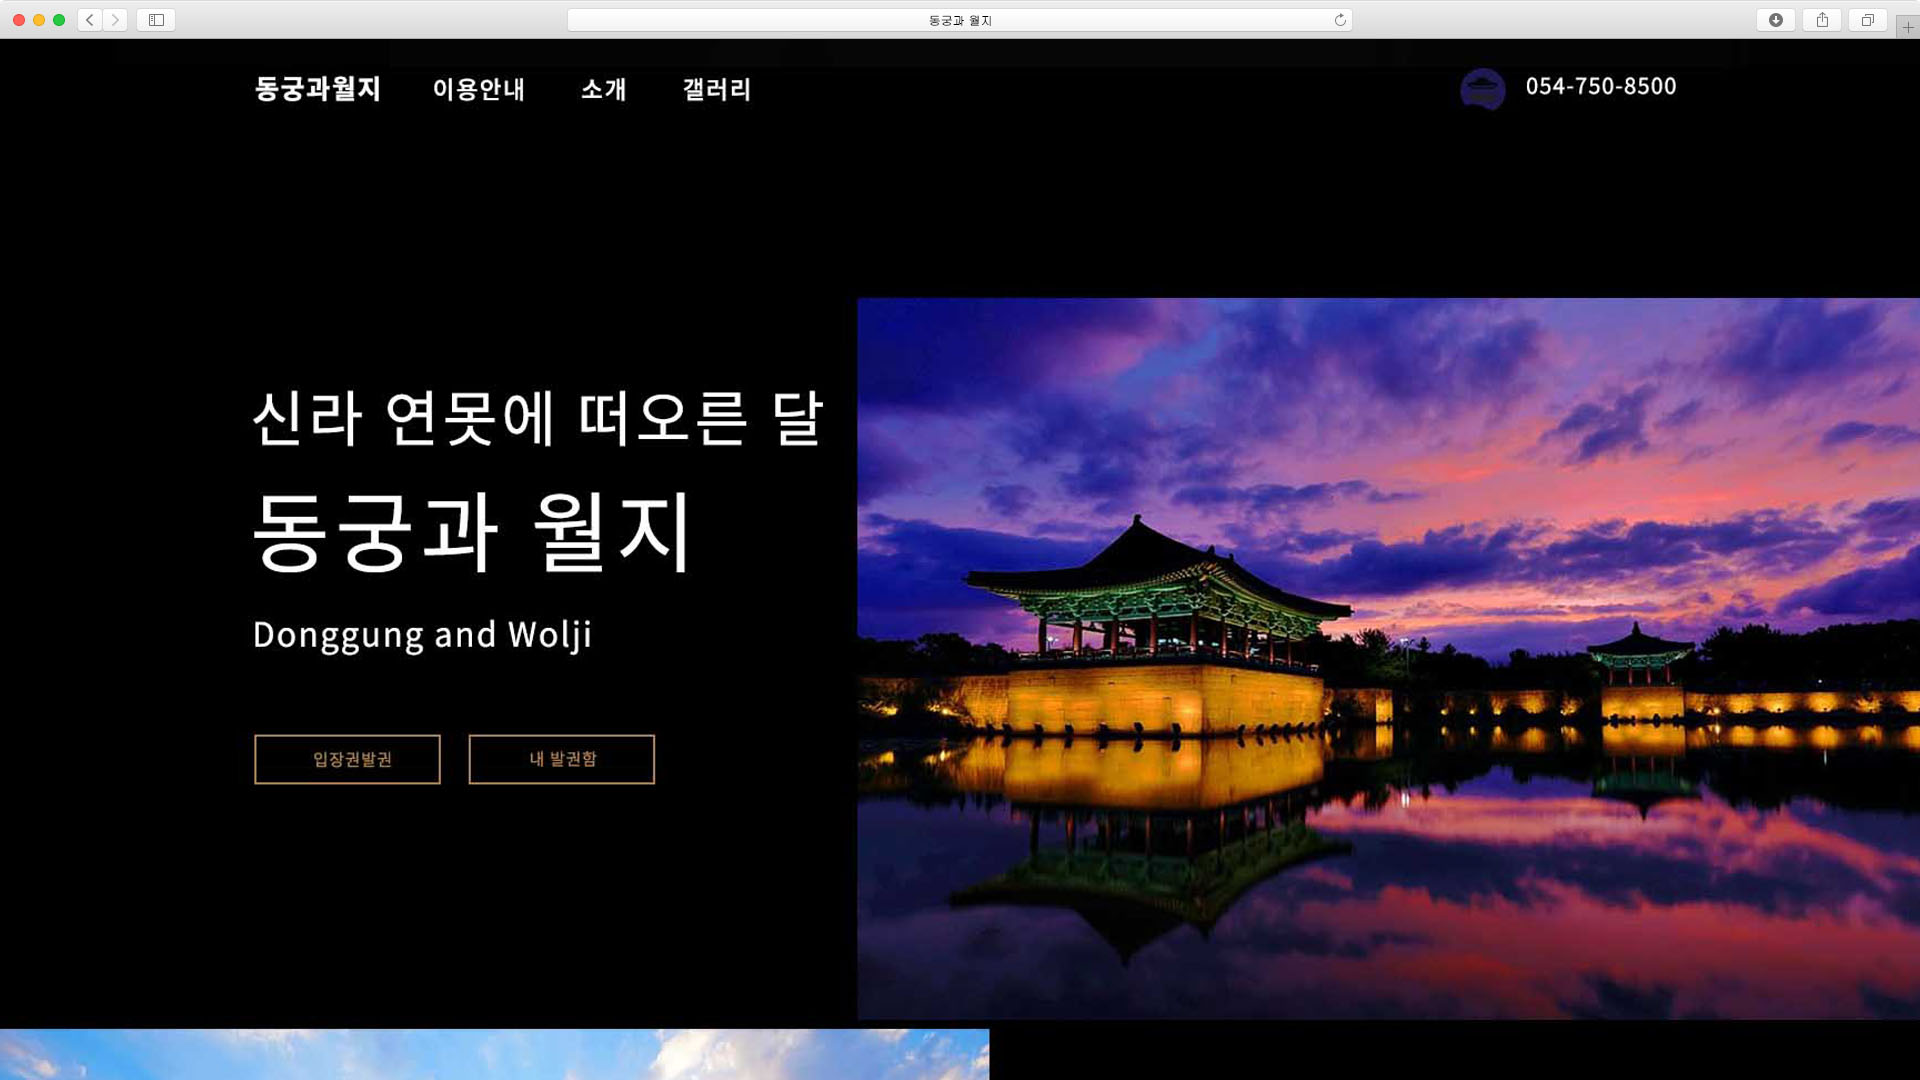 동궁과 월지
동궁과월지 이용안내 소개 갤러리 054-750-8500
신라 연못에 떠오른 달
동궁과 월지
Donggung and Wolji
입장권발권 내 발권함